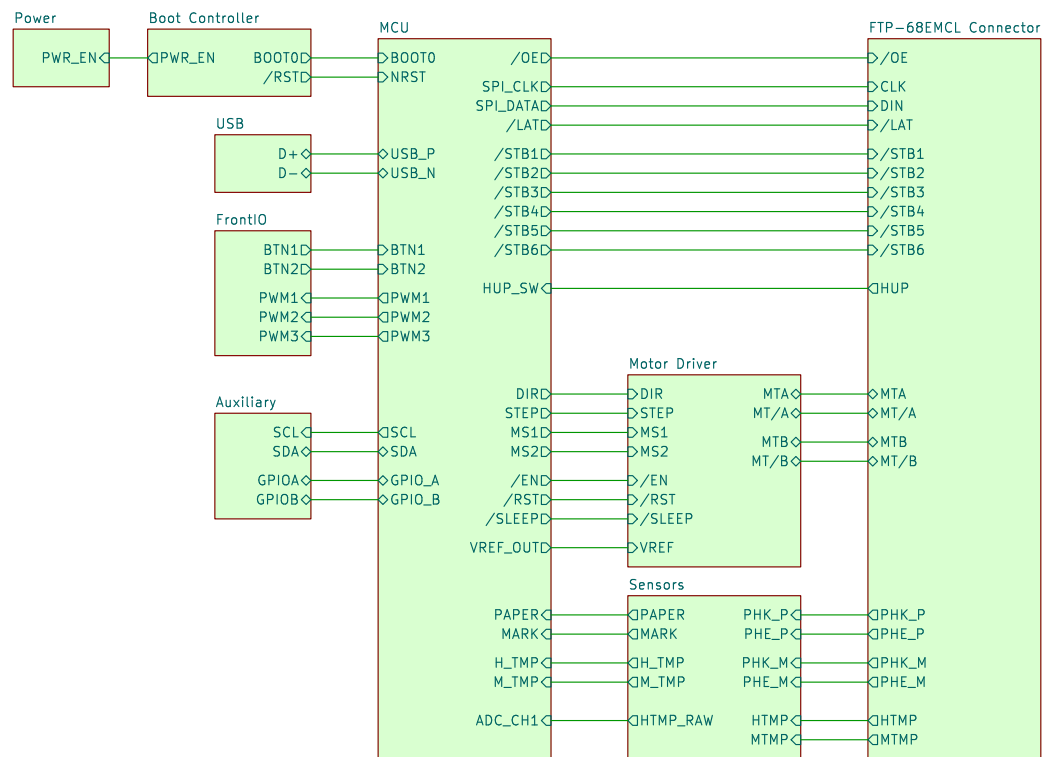 Power
PWR_EN
Boot Controller
PWR_EN
BOOT0
/RST
USB
D+
D-
FrontIO
BTN1
BTN2
PWM1
PWM2
PWM3
Auxiliary
SCL
SDA
GPIOA
GPIOB
MCU
BOOT0
NRST
USB_P
USB_N
BTN1
BTN2
PWM1
PWM2
PWM3
SCL
SDA
GPIO_A
GPIO_B
/OE
SPI_CLK
SPI_DATA
/LAT
/STB1
/STB2
/STB3
/STB4
/STB5
/STB6
HUP_SW
DIR
STEP
MS1
MS2
/EN
/RST
/SLEEP
VREF_OUT
PAPER
MARK
H_TMP
M_TMP
ADC_CH1
Motor Driver
DIR
STEP
MS1
MS2
/EN
/RST
/SLEEP
VREF
MTA
MT/A
MTB
MT/B
Sensors
PAPER
MARK
H_TMP
M_TMP
HTMP_RAW
PHK_P
PHE_P
PHK_M
PHE_M
HTMP
MTMP
FTP-68EMCL Connector
/OE
CLK
DIN
/LAT
/STB1
/STB2
/STB3
/STB4
/STB5
/STB6
HUP
MTA
MT/A
MTB
MT/B
PHK_P
PHE_P
PHK_M
PHE_M
HTMP
MTMP